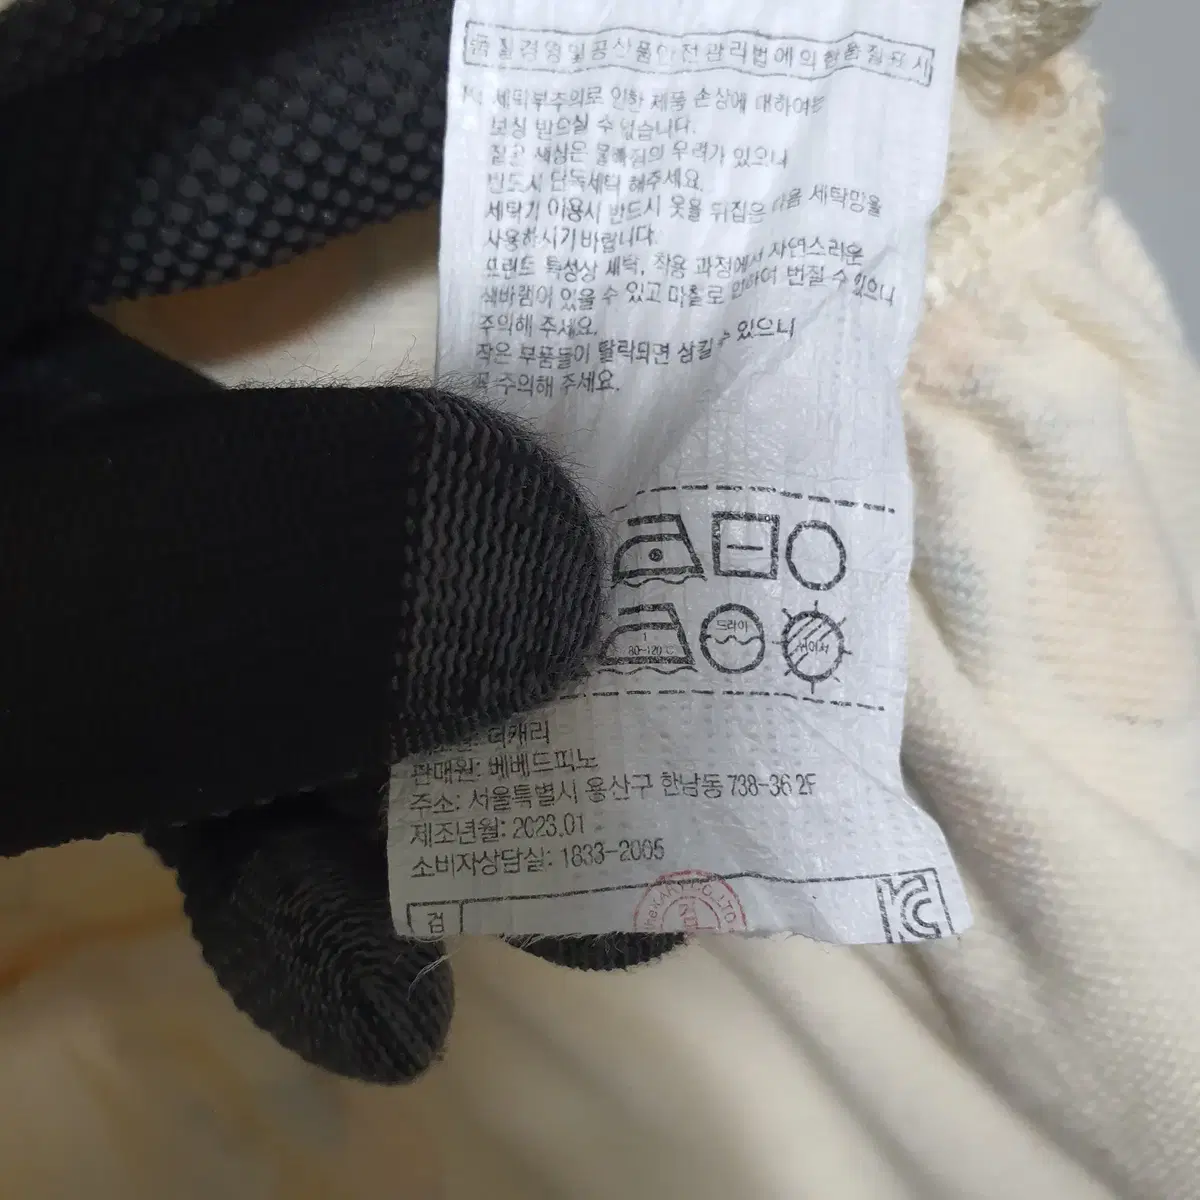 품질경영및공산품안전관리법에의한품질표시
세탁부주의로 인한 제품 손상에 대하여는
보상 받으실 수 없습니다.
짙은 색상은 물빠짐의 우려가 있으니
반드시 단독세탁 해주세요.
세탁기 이용시 반드시 옷을 뒤집은 다음 세탁망을
사용하시기 바랍니다.
프린트 특성상 세탁, 착용 과정에서 자연스러운
색바램이 있을 수 있고 마찰로 인하여 번질 수 있으니
주의해 주세요.
작은 부품들이 탈락되면 삼킬 수 있으니
꼭 주의해 주세요.
80~120℃
드라이
더캐리
판매원: 베베드피노
주소: 서울특별시 용산구 한남동 738-36 2F
제조년월: 2023.01
소비자상담실: 1833-2005
검
theKARY CO.,LTD